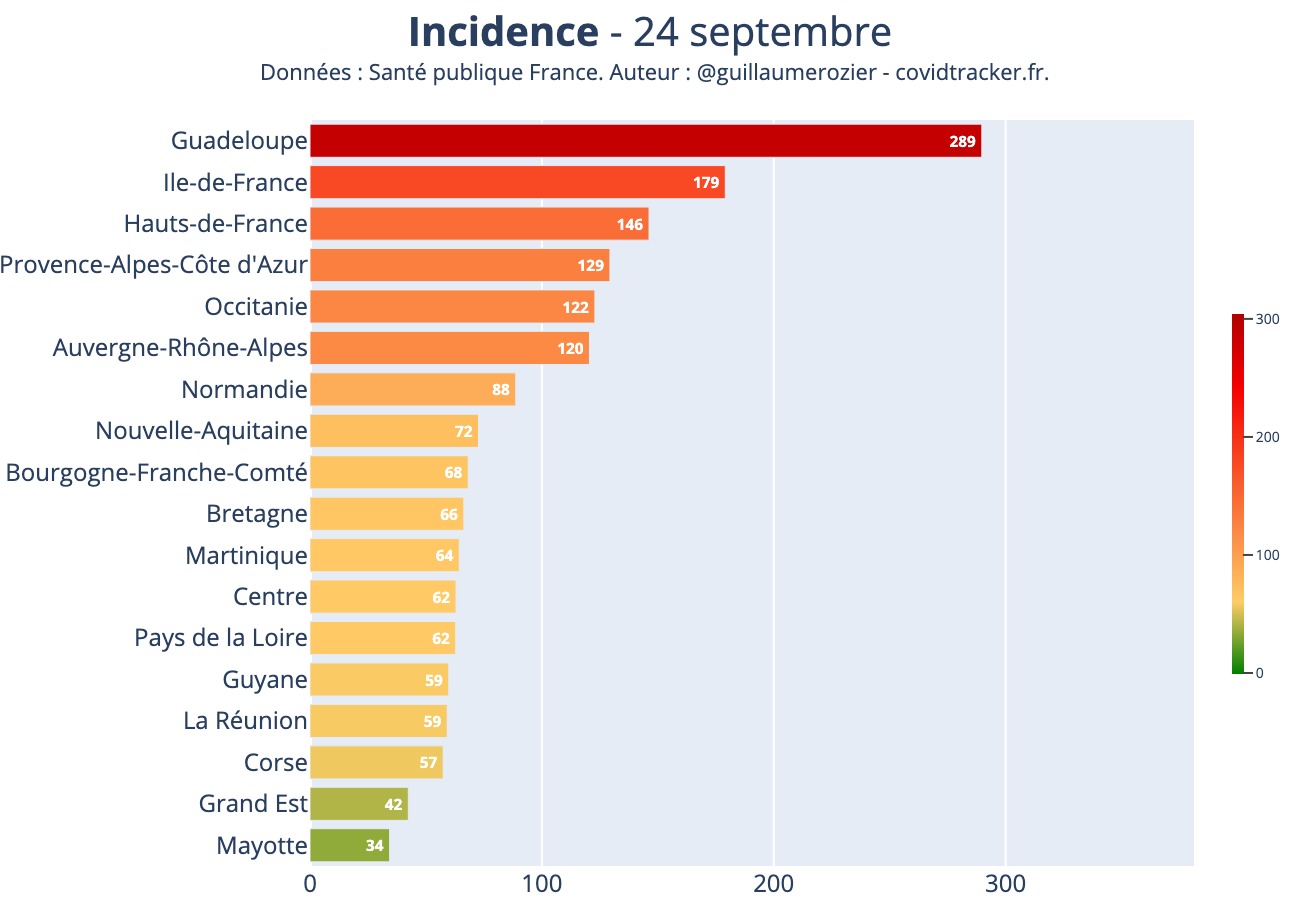 Incidence - 24 septembre
Données : Santé publique France. Auteur : @guillaumerozier - covidtracker.fr.
Guadeloupe 289
Ile-de-France 179
Hauts-de-France 146
Provence-Alpes-Côte d'Azur 129
Occitanie 122
Auvergne-Rhône-Alpes 120
Normandie 88
Nouvelle-Aquitaine 72
Bourgogne-Franche-Comté 68
Bretagne 66
Martinique 64
Centre 62
Pays de la Loire 62
Guyane 59
La Réunion 59
Corse 57
Grand Est 42
Mayotte 34
0 100 200 300
300
200
100
0